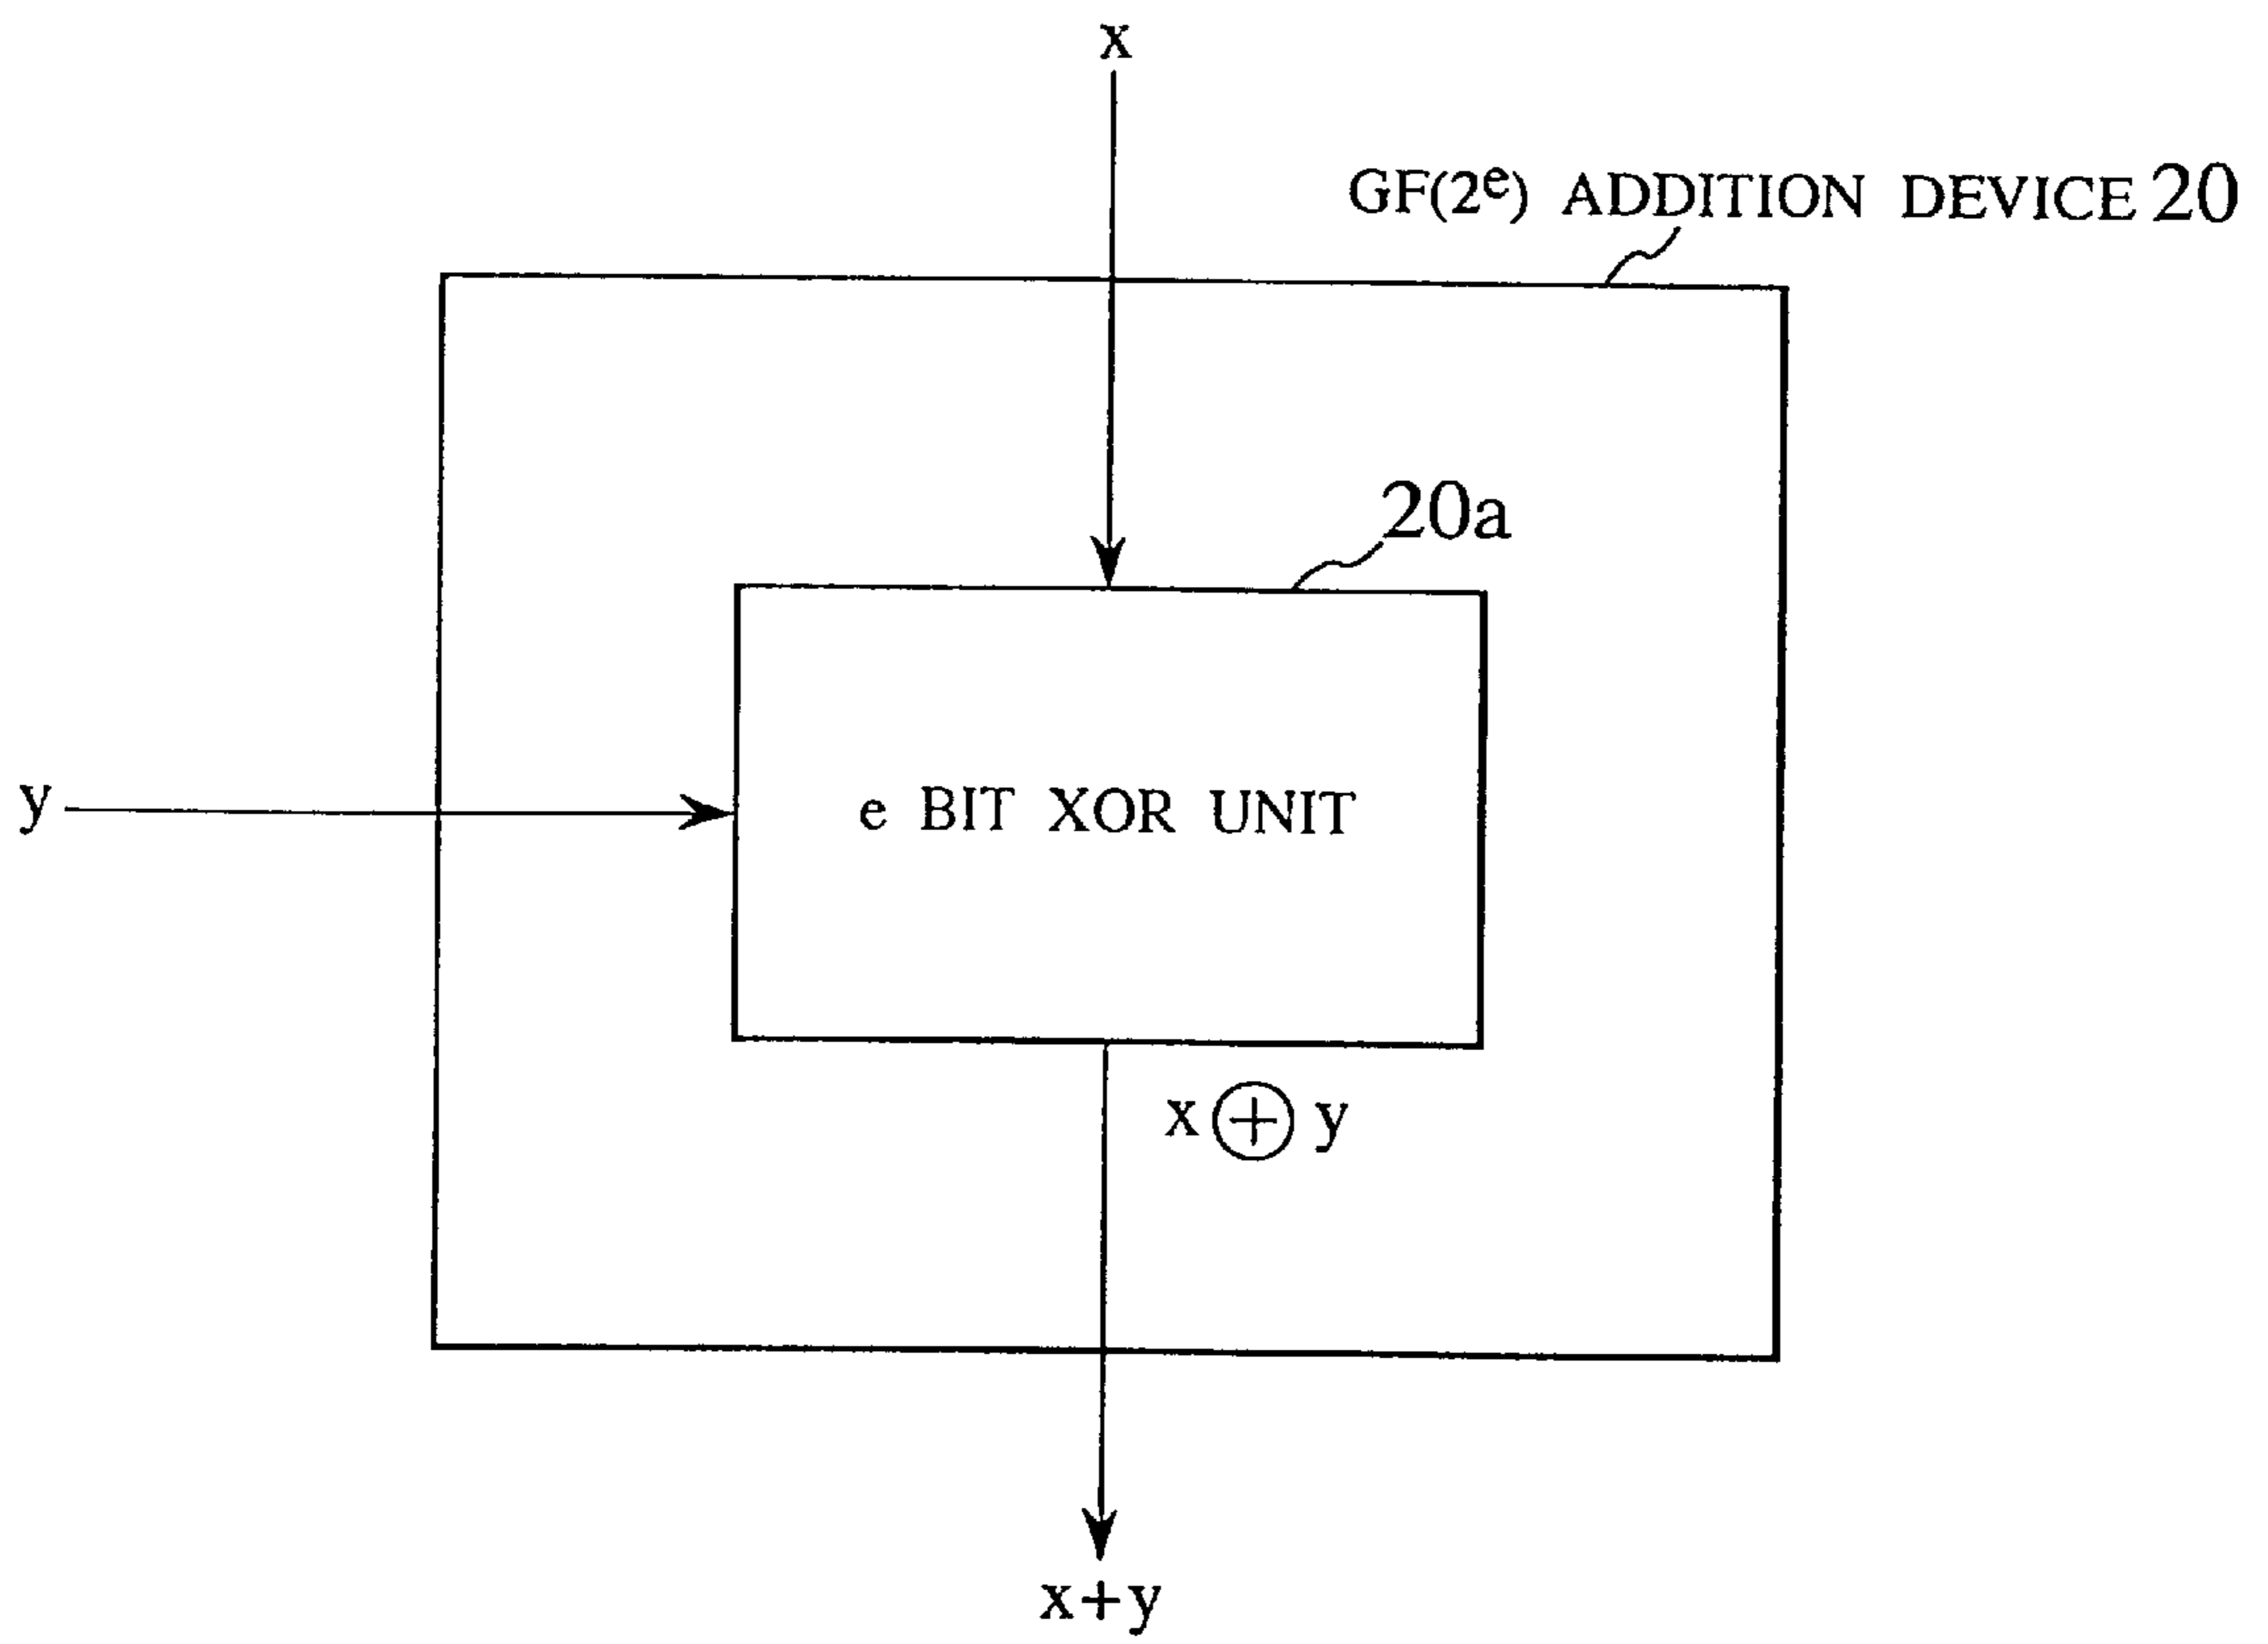 x
GF(2ᵉ) ADDITION DEVICE 20
20a
y
e BIT XOR UNIT
x ⊕ y
x+y